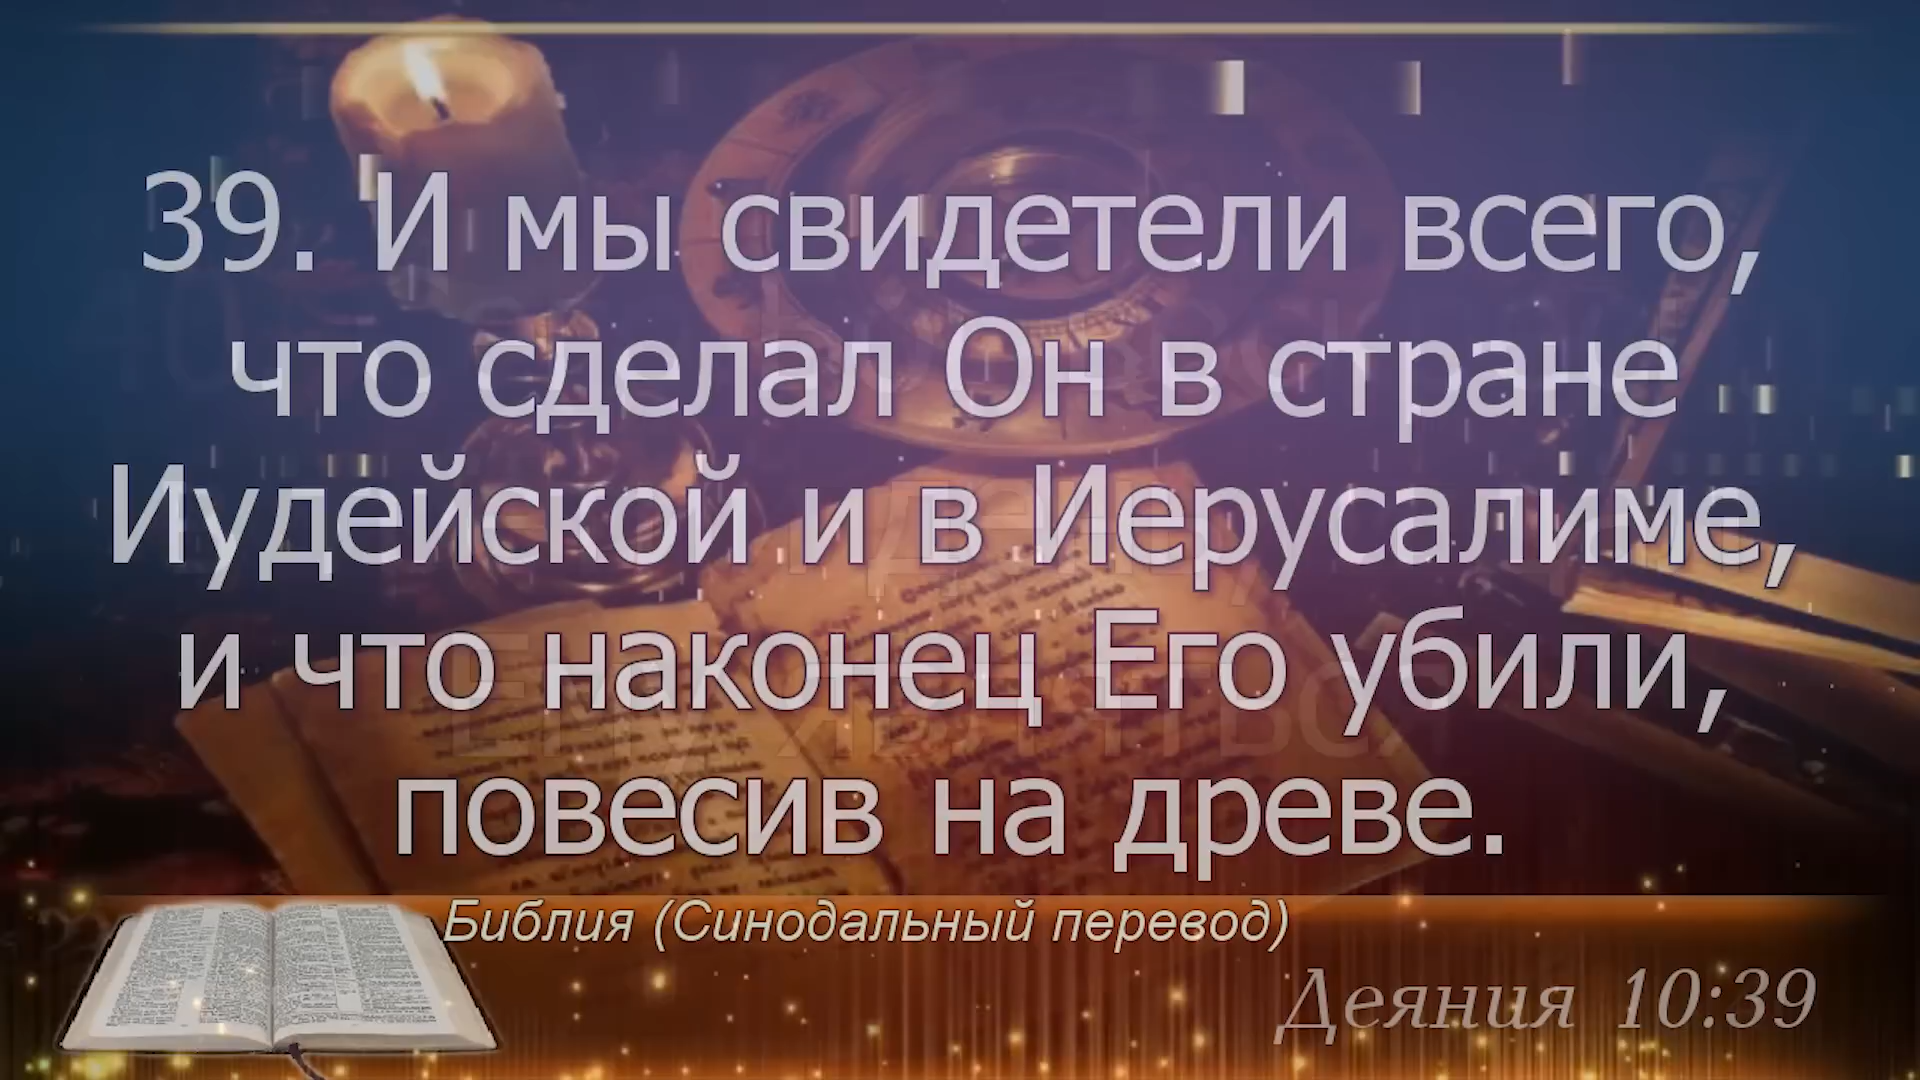 39. И мы свидетели всего,
что сделал Он в стране
Иудейской и в Иерусалиме,
и что наконец Его убили,
повесив на древе.
Библия (Синодальный перевод)
Деяния 10:39